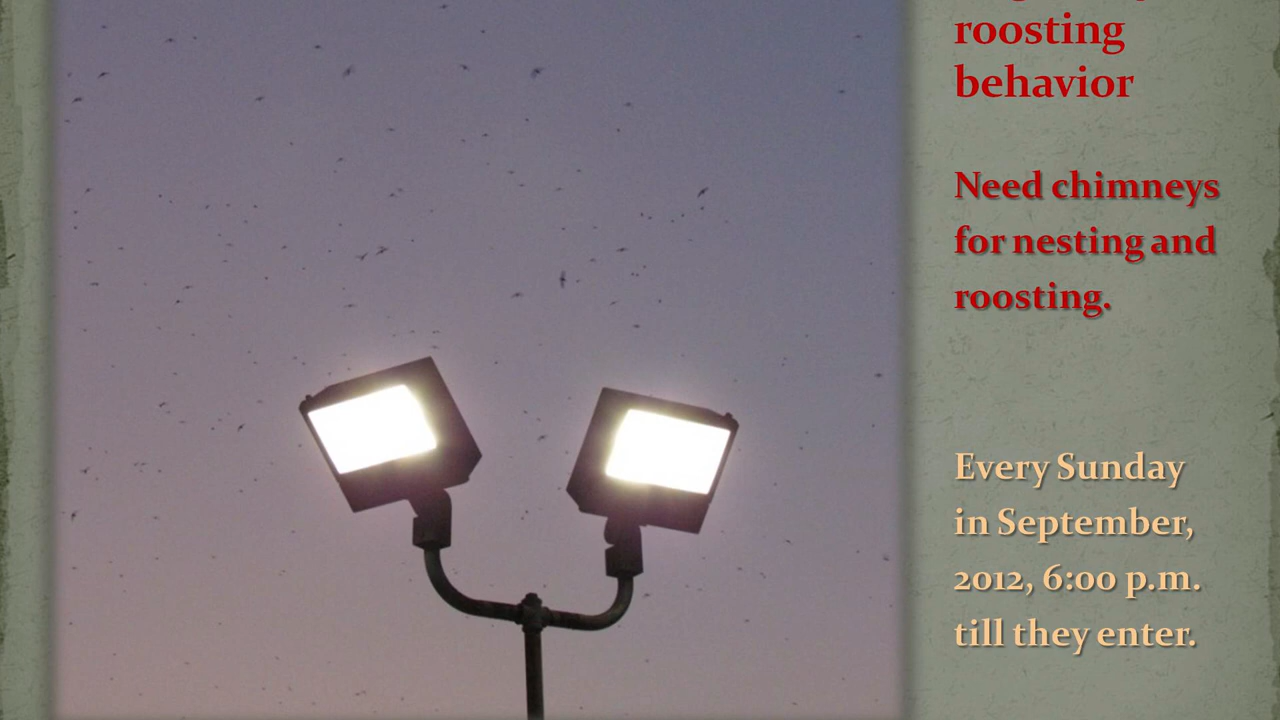 roosting
behavior
Need chimneys
for nesting and
roosting.
Every Sunday
in September,
2012, 6:00 p.m.
till they enter.